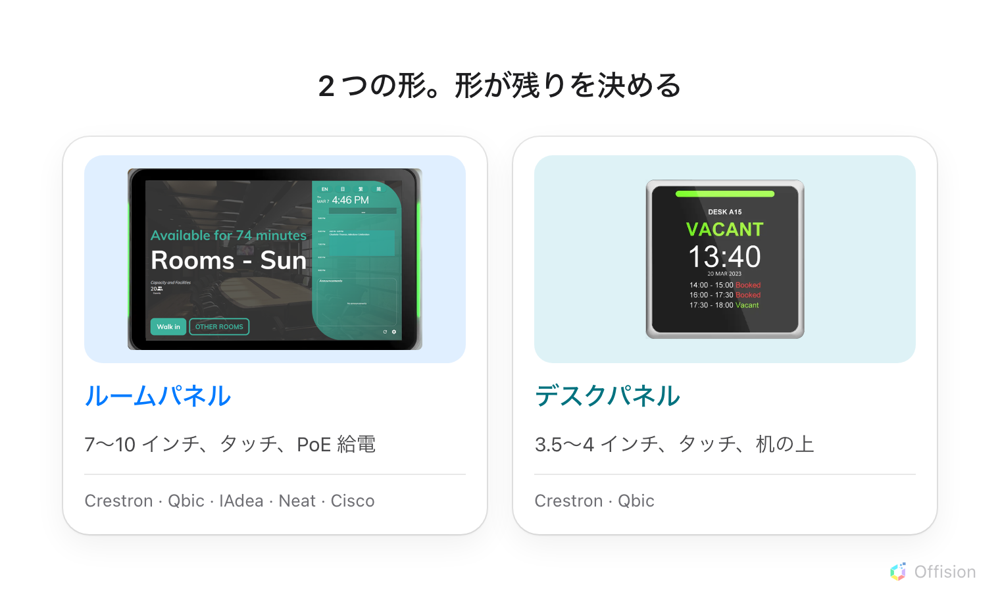 2 つの形。形が残りを決める
EN 日 繁 簡
Thu
MAR 7 4:46 PM
Available for 74 minutes
Rooms - Sun
Capacity and Facilities
20
Announcements
No announcements
Walk in OTHER ROOMS
DESK A15
VACANT
13:40
20 MAR 2023
14:00 - 15:00 Booked
16:00 - 17:30 Booked
17:30 - 18:00 Vacant
ルームパネル
7〜10 インチ、タッチ、PoE 給電
Crestron · Qbic · IAdea · Neat · Cisco
デスクパネル
3.5〜4 インチ、タッチ、机の上
Crestron · Qbic
Offision